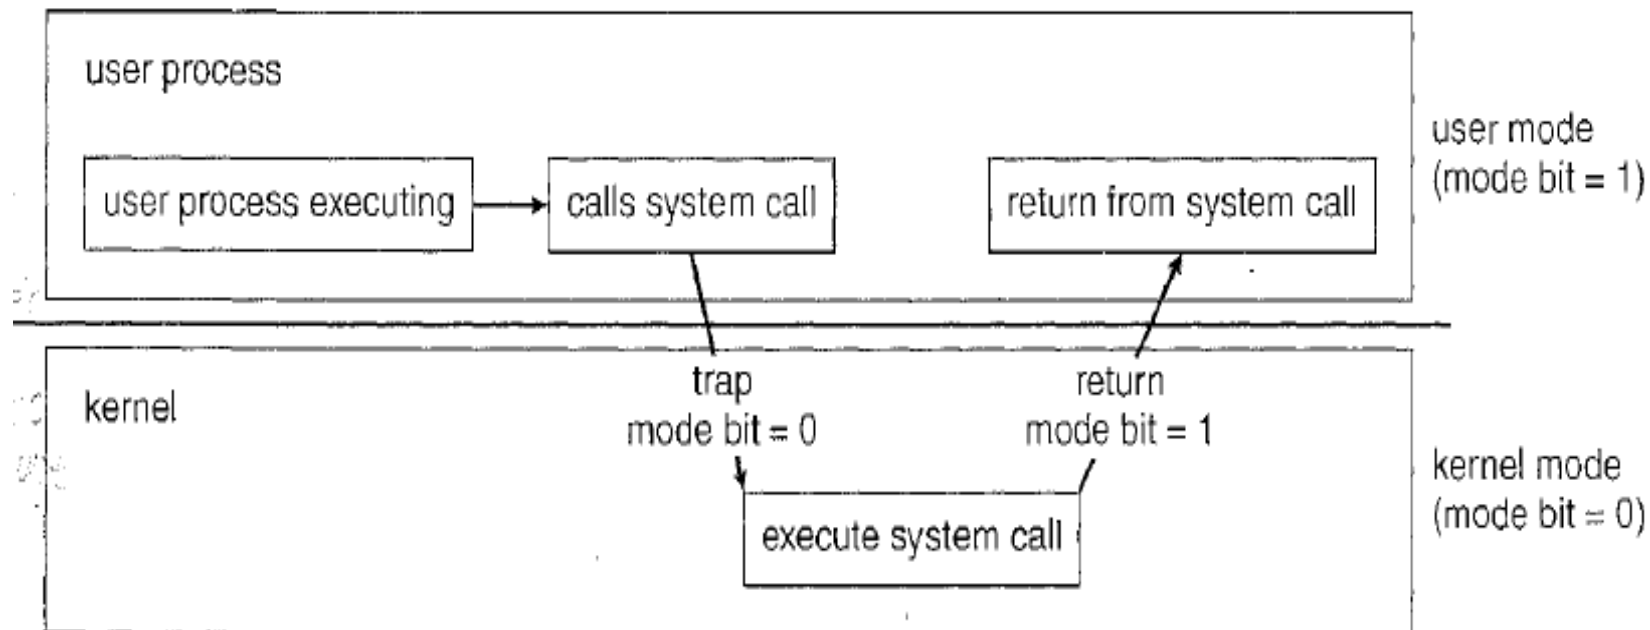 user process
user process executing
calls system call
return from system call
user mode
(mode bit = 1)
trap
mode bit = 0
return
mode bit = 1
kernel
execute system call
kernel mode
(mode bit = 0)